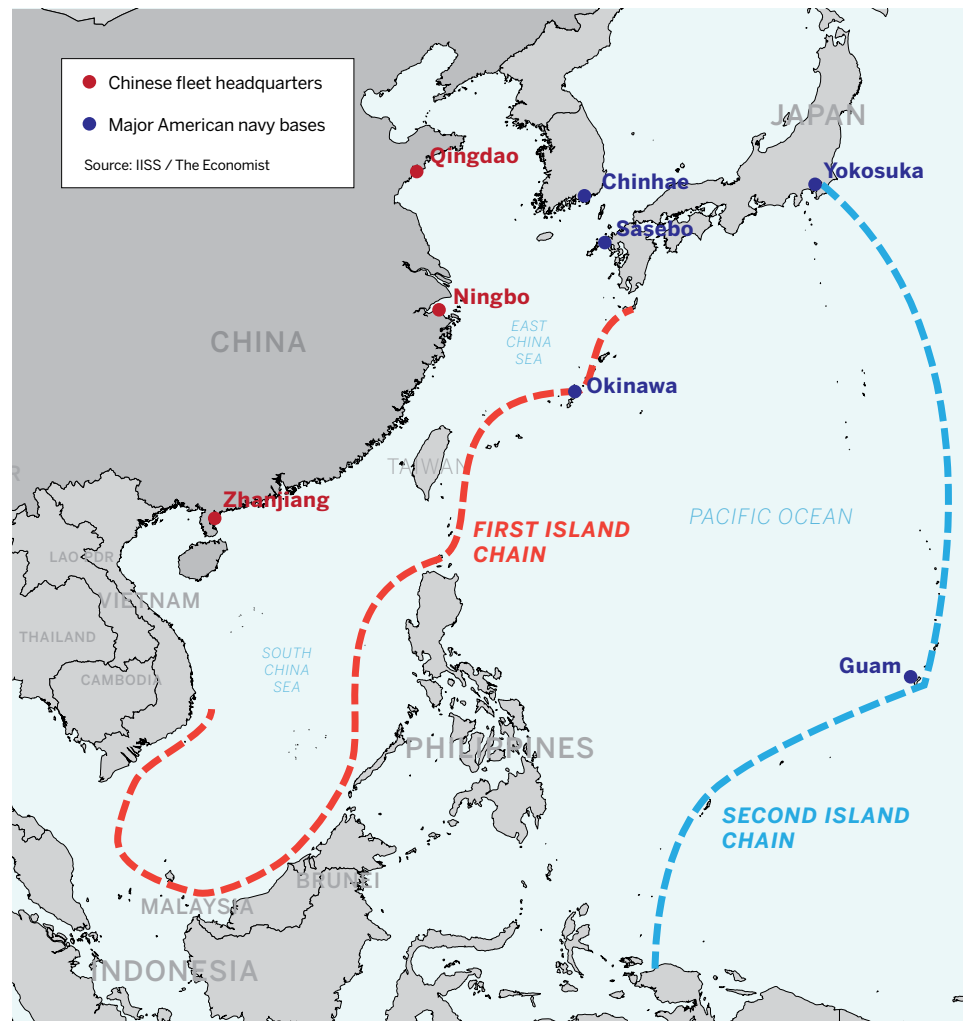 Chinese fleet headquarters
Major American navy bases
Source: IISS / The Economist
JAPAN
Qingdao
Yokosuka
Chinhae
Sasebo
Ningbo
EAST
CHINA
SEA
CHINA
Okinawa
TAIWAN
R
Zhanjiang
FIRST ISLAND
CHAIN
PACIFIC OCEAN
LAO PDR
VIETNAM
THAILAND
SOUTH
CHINA
SEA
CAMBODIA
Guam
PHILIPPINES
SECOND ISLAND
CHAIN
BRUNEI
MALAYSIA
INDONESIA